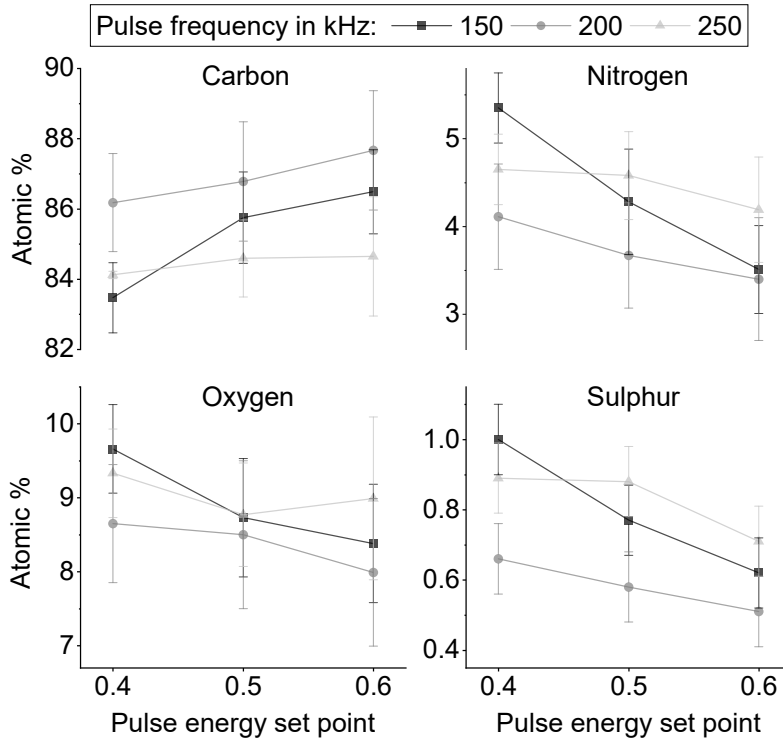 Pulse frequency in kHz: 150 200 250
Carbon
Nitrogen
Atomic %
90
88
86
84
82
5
4
3
Oxygen
Sulphur
Atomic %
10
9
8
7
1.0
0.8
0.6
0.4
0.4 0.5 0.6
0.4 0.5 0.6
Pulse energy set point
Pulse energy set point